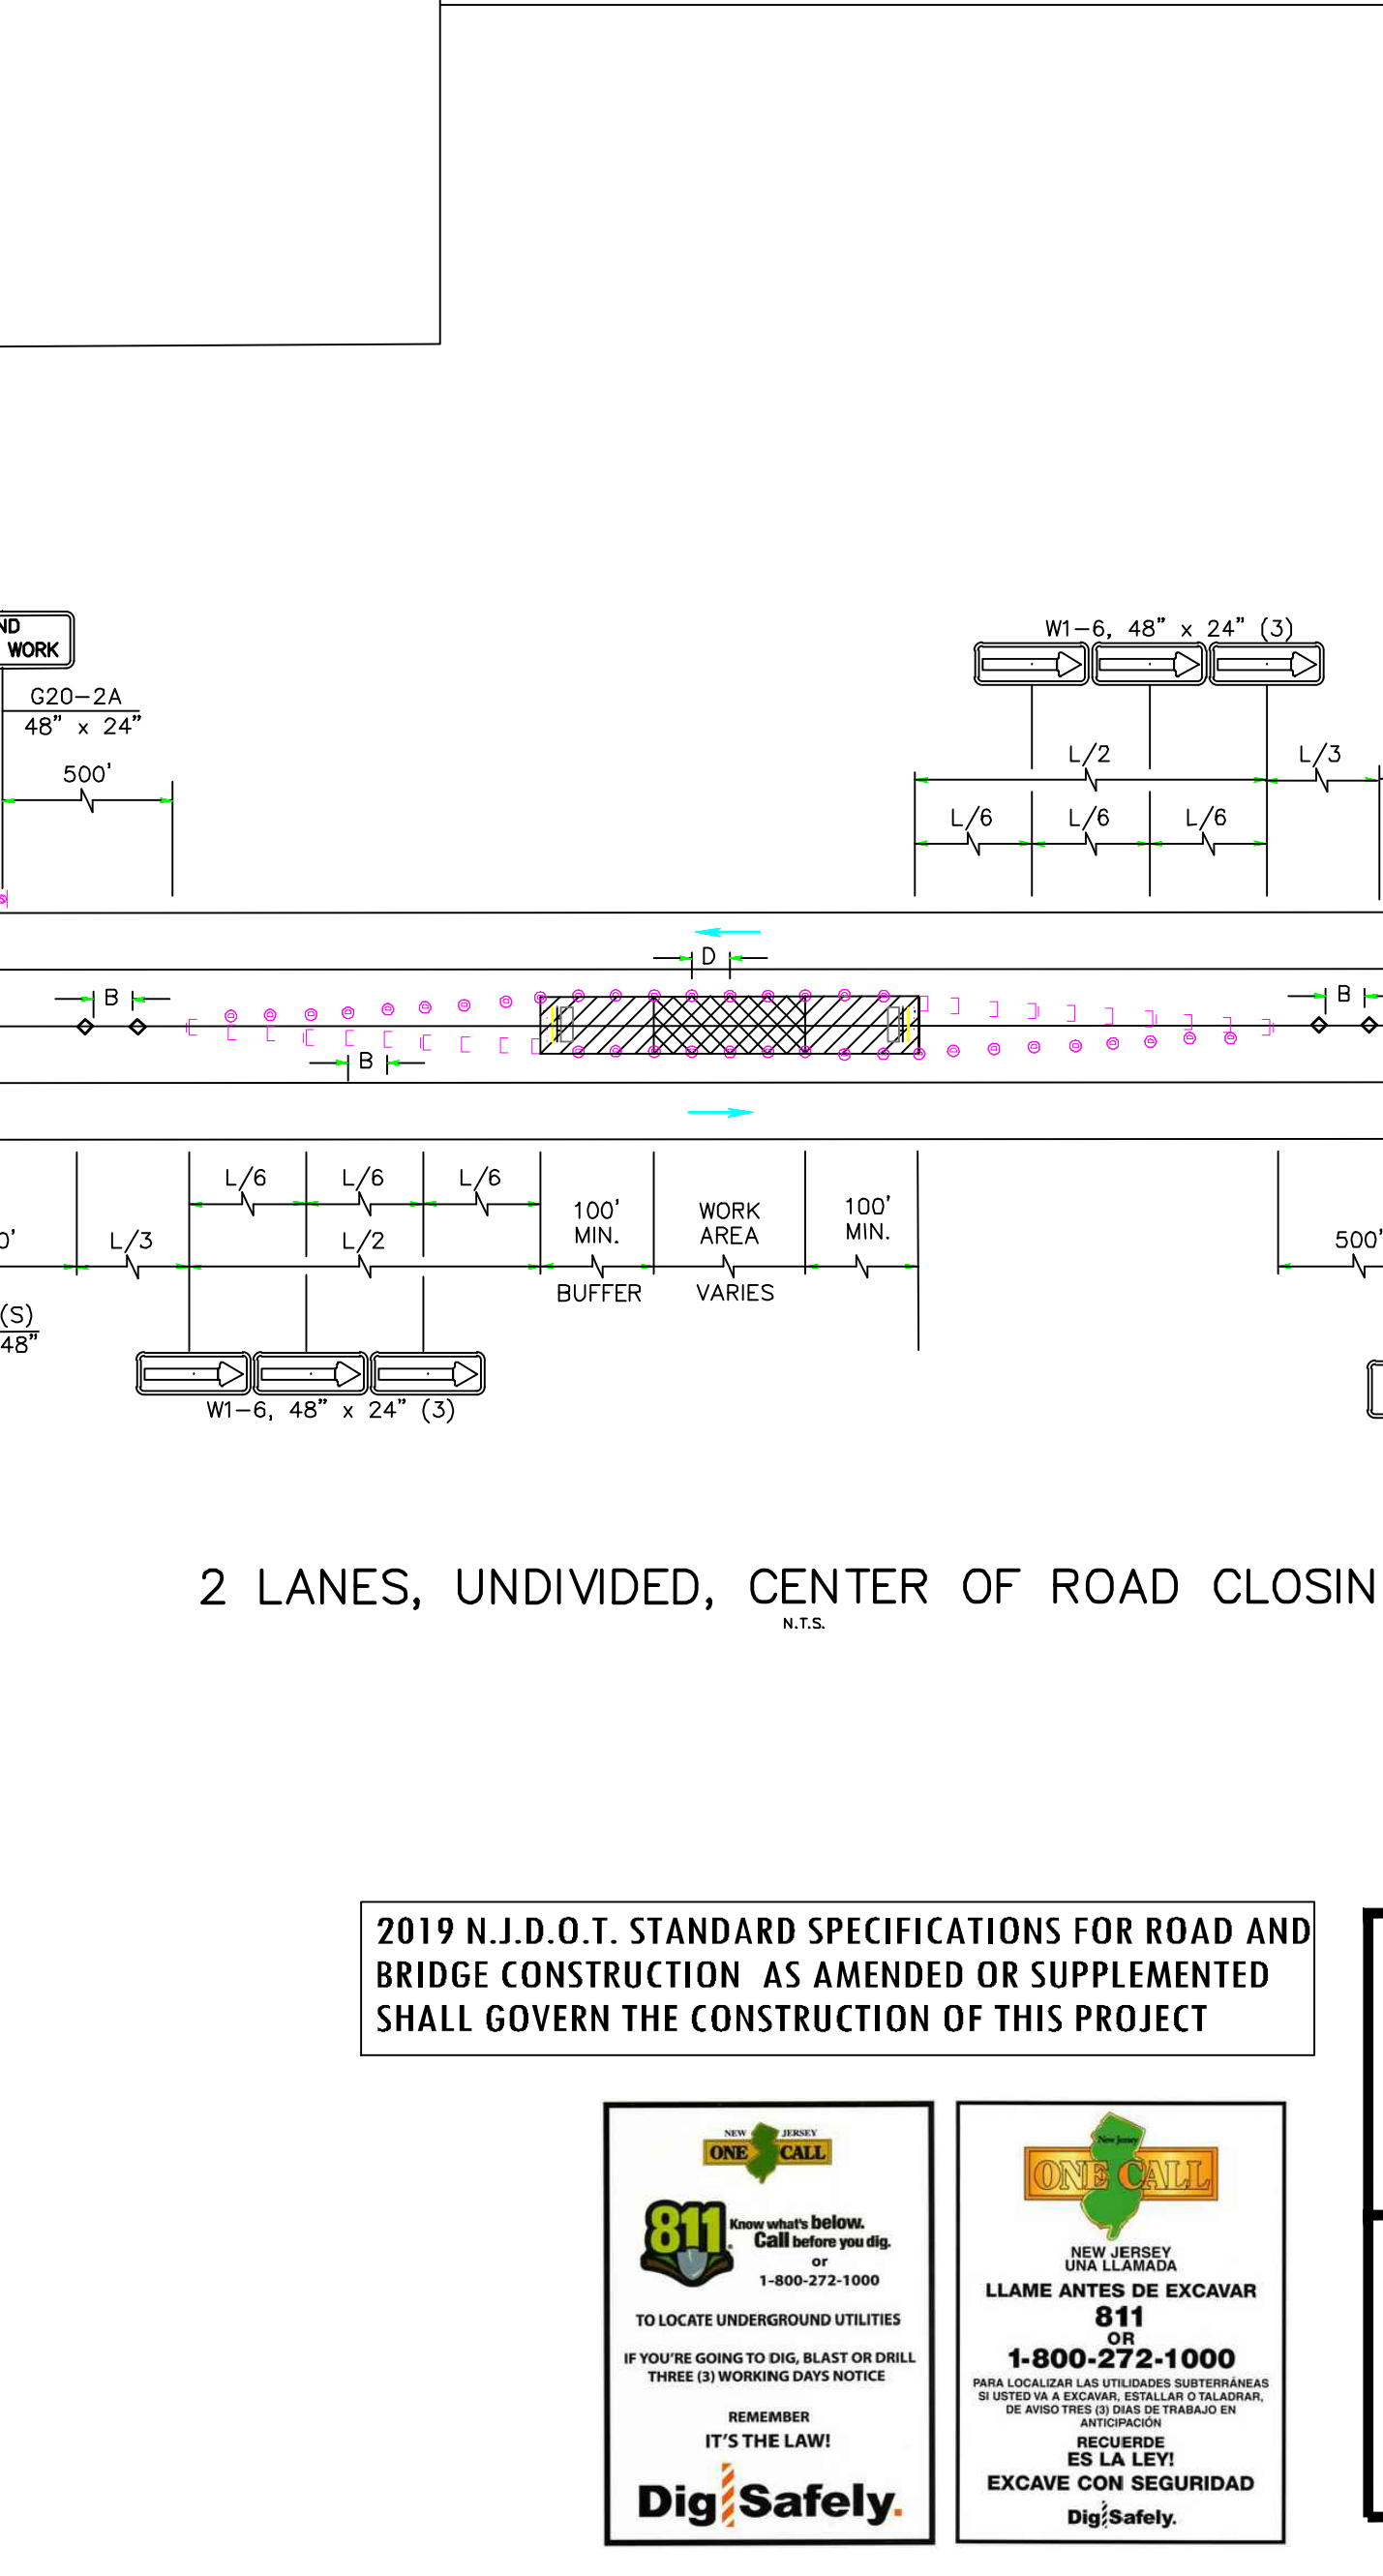 WORK
G20-2A
48" x 24"
500'
W1-6, 48" x 24" (3)
L/2
L/3
L/6
L/6
L/6
D
B
B
B
L/6
L/6
L/6
L/3
L/2
100'
MIN.
BUFFER
WORK
AREA
VARIES
100'
MIN.
500'
(S)
48"
W1-6, 48" x 24" (3)
2 LANES, UNDIVIDED, CENTER OF ROAD CLOSIN
N.T.S.
2019 N.J.D.O.T. STANDARD SPECIFICATIONS FOR ROAD AND
BRIDGE CONSTRUCTION AS AMENDED OR SUPPLEMENTED
SHALL GOVERN THE CONSTRUCTION OF THIS PROJECT
NEW JERSEY
ONE CALL
811
Know what's below.
Call before you dig.
or
1-800-272-1000
TO LOCATE UNDERGROUND UTILITIES
IF YOU'RE GOING TO DIG, BLAST OR DRILL
THREE (3) WORKING DAYS NOTICE
REMEMBER
IT'S THE LAW!
Dig Safely.
New Jersey
ONE CALL
NEW JERSEY
UNA LLAMADA
LLAME ANTES DE EXCAVAR
811
OR
1-800-272-1000
PARA LOCALIZAR LAS UTILIDADES SUBTERRÁNEAS
SI USTED VA A EXCAVAR, ESTALLAR O TALADRAR,
DE AVISO TRES (3) DIAS DE TRABAJO EN
ANTICIPACIÓN
RECUERDE
ES LA LEY!
EXCAVE CON SEGURIDAD
Dig Safely.